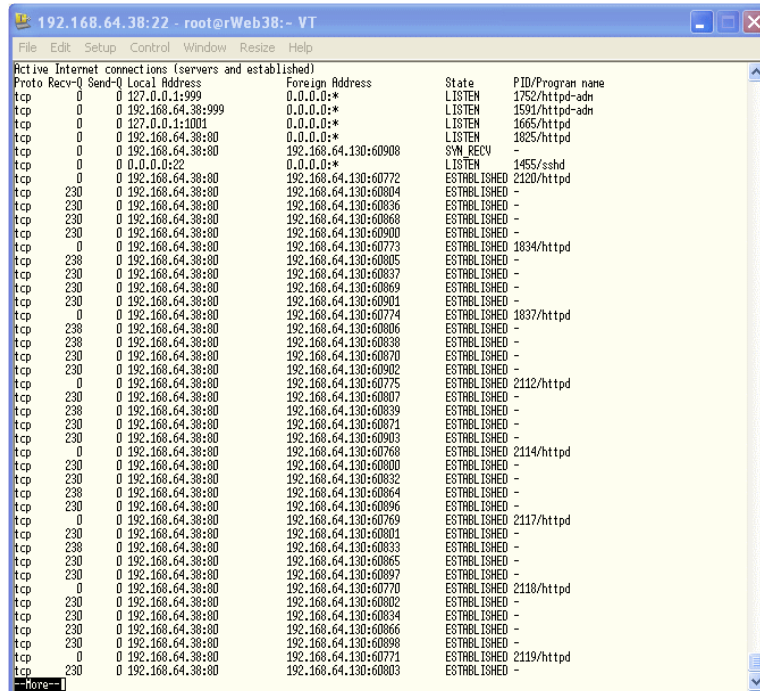 192.168.64.38:22 - root@rWeb38:~ VT
File Edit Setup Control Window Resize Help
Active Internet connections (servers and established)
Proto Recv-Q Send-Q Local Address Foreign Address State PID/Program name
tcp 0 0 127.0.0.1:999 0.0.0.0:* LISTEN 1752/httpd-adm
tcp 0 0 192.168.64.38:999 0.0.0.0:* LISTEN 1591/httpd-adm
tcp 0 0 127.0.0.1:1001 0.0.0.0:* LISTEN 1665/httpd
tcp 0 0 192.168.64.38:80 0.0.0.0:* LISTEN 1825/httpd
tcp 0 0 192.168.64.38:80 192.168.64.130:60908 SYN_RECV -
tcp 0 0 0.0.0.0:22 0.0.0.0:* LISTEN 1455/sshd
tcp 0 0 192.168.64.38:80 192.168.64.130:60772 ESTABLISHED 2120/httpd
tcp 230 0 192.168.64.38:80 192.168.64.130:60804 ESTABLISHED -
tcp 230 0 192.168.64.38:80 192.168.64.130:60836 ESTABLISHED -
tcp 230 0 192.168.64.38:80 192.168.64.130:60868 ESTABLISHED -
tcp 230 0 192.168.64.38:80 192.168.64.130:60900 ESTABLISHED -
tcp 0 0 192.168.64.38:80 192.168.64.130:60773 ESTABLISHED 1834/httpd
tcp 238 0 192.168.64.38:80 192.168.64.130:60805 ESTABLISHED -
tcp 230 0 192.168.64.38:80 192.168.64.130:60837 ESTABLISHED -
tcp 230 0 192.168.64.38:80 192.168.64.130:60869 ESTABLISHED -
tcp 230 0 192.168.64.38:80 192.168.64.130:60901 ESTABLISHED -
tcp 0 0 192.168.64.38:80 192.168.64.130:60774 ESTABLISHED 1837/httpd
tcp 238 0 192.168.64.38:80 192.168.64.130:60806 ESTABLISHED -
tcp 238 0 192.168.64.38:80 192.168.64.130:60838 ESTABLISHED -
tcp 230 0 192.168.64.38:80 192.168.64.130:60870 ESTABLISHED -
tcp 230 0 192.168.64.38:80 192.168.64.130:60902 ESTABLISHED -
tcp 0 0 192.168.64.38:80 192.168.64.130:60775 ESTABLISHED 2112/httpd
tcp 230 0 192.168.64.38:80 192.168.64.130:60807 ESTABLISHED -
tcp 238 0 192.168.64.38:80 192.168.64.130:60839 ESTABLISHED -
tcp 230 0 192.168.64.38:80 192.168.64.130:60871 ESTABLISHED -
tcp 230 0 192.168.64.38:80 192.168.64.130:60903 ESTABLISHED -
tcp 0 0 192.168.64.38:80 192.168.64.130:60768 ESTABLISHED 2114/httpd
tcp 230 0 192.168.64.38:80 192.168.64.130:60800 ESTABLISHED -
tcp 230 0 192.168.64.38:80 192.168.64.130:60832 ESTABLISHED -
tcp 238 0 192.168.64.38:80 192.168.64.130:60864 ESTABLISHED -
tcp 230 0 192.168.64.38:80 192.168.64.130:60896 ESTABLISHED -
tcp 0 0 192.168.64.38:80 192.168.64.130:60769 ESTABLISHED 2117/httpd
tcp 230 0 192.168.64.38:80 192.168.64.130:60801 ESTABLISHED -
tcp 238 0 192.168.64.38:80 192.168.64.130:60833 ESTABLISHED -
tcp 230 0 192.168.64.38:80 192.168.64.130:60865 ESTABLISHED -
tcp 230 0 192.168.64.38:80 192.168.64.130:60897 ESTABLISHED -
tcp 0 0 192.168.64.38:80 192.168.64.130:60770 ESTABLISHED 2118/httpd
tcp 230 0 192.168.64.38:80 192.168.64.130:60802 ESTABLISHED -
tcp 230 0 192.168.64.38:80 192.168.64.130:60834 ESTABLISHED -
tcp 230 0 192.168.64.38:80 192.168.64.130:60866 ESTABLISHED -
tcp 230 0 192.168.64.38:80 192.168.64.130:60898 ESTABLISHED -
tcp 0 0 192.168.64.38:80 192.168.64.130:60771 ESTABLISHED 2119/httpd
tcp 230 0 192.168.64.38:80 192.168.64.130:60803 ESTABLISHED -
--More--